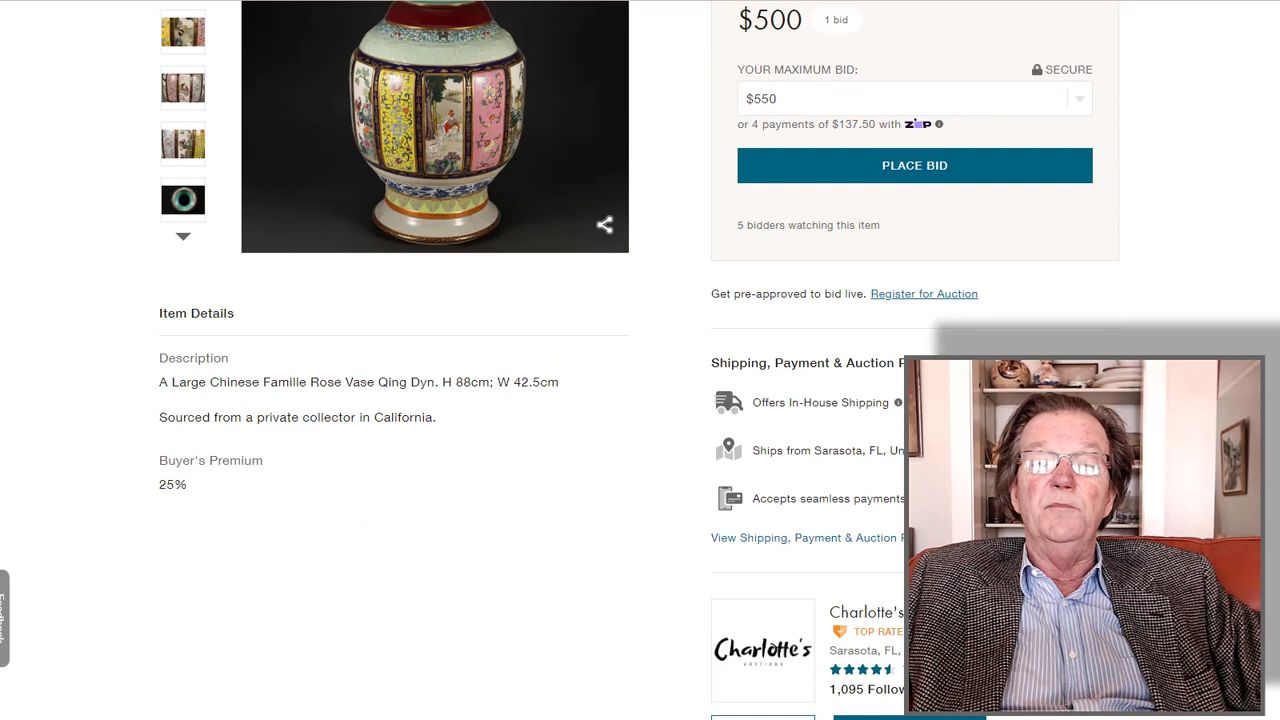 $500 1 bid
YOUR MAXIMUM BID: SECURE
$550
or 4 payments of $137.50 with ZIP
PLACE BID
5 bidders watching this item
Get pre-approved to bid live. Register for Auction
Item Details
Shipping, Payment & Auction
Description
A Large Chinese Famille Rose Vase Qing Dyn. H 88cm; W 42.5cm
Offers In-House Shipping
Sourced from a private collector in California.
Ships from Sarasota, FL, Un
Buyer's Premium
25%
Accepts seamless payments
View Shipping, Payment & Auction
Feedback
Charlotte's
AUCTIONS
Charlotte's
TOP RATE
Sarasota, FL,
1,095 Follow